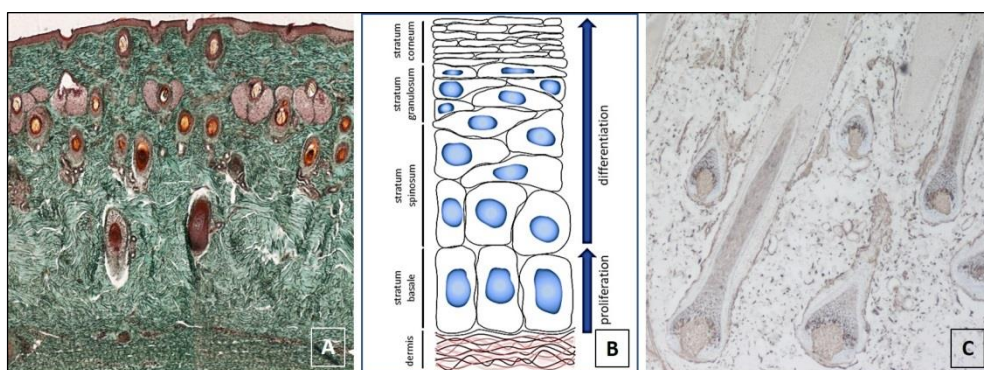 A
stratum
corneum
stratum
granulosum
stratum
spinosum
stratum
basale
dermis
differentiation
proliferation
B
C